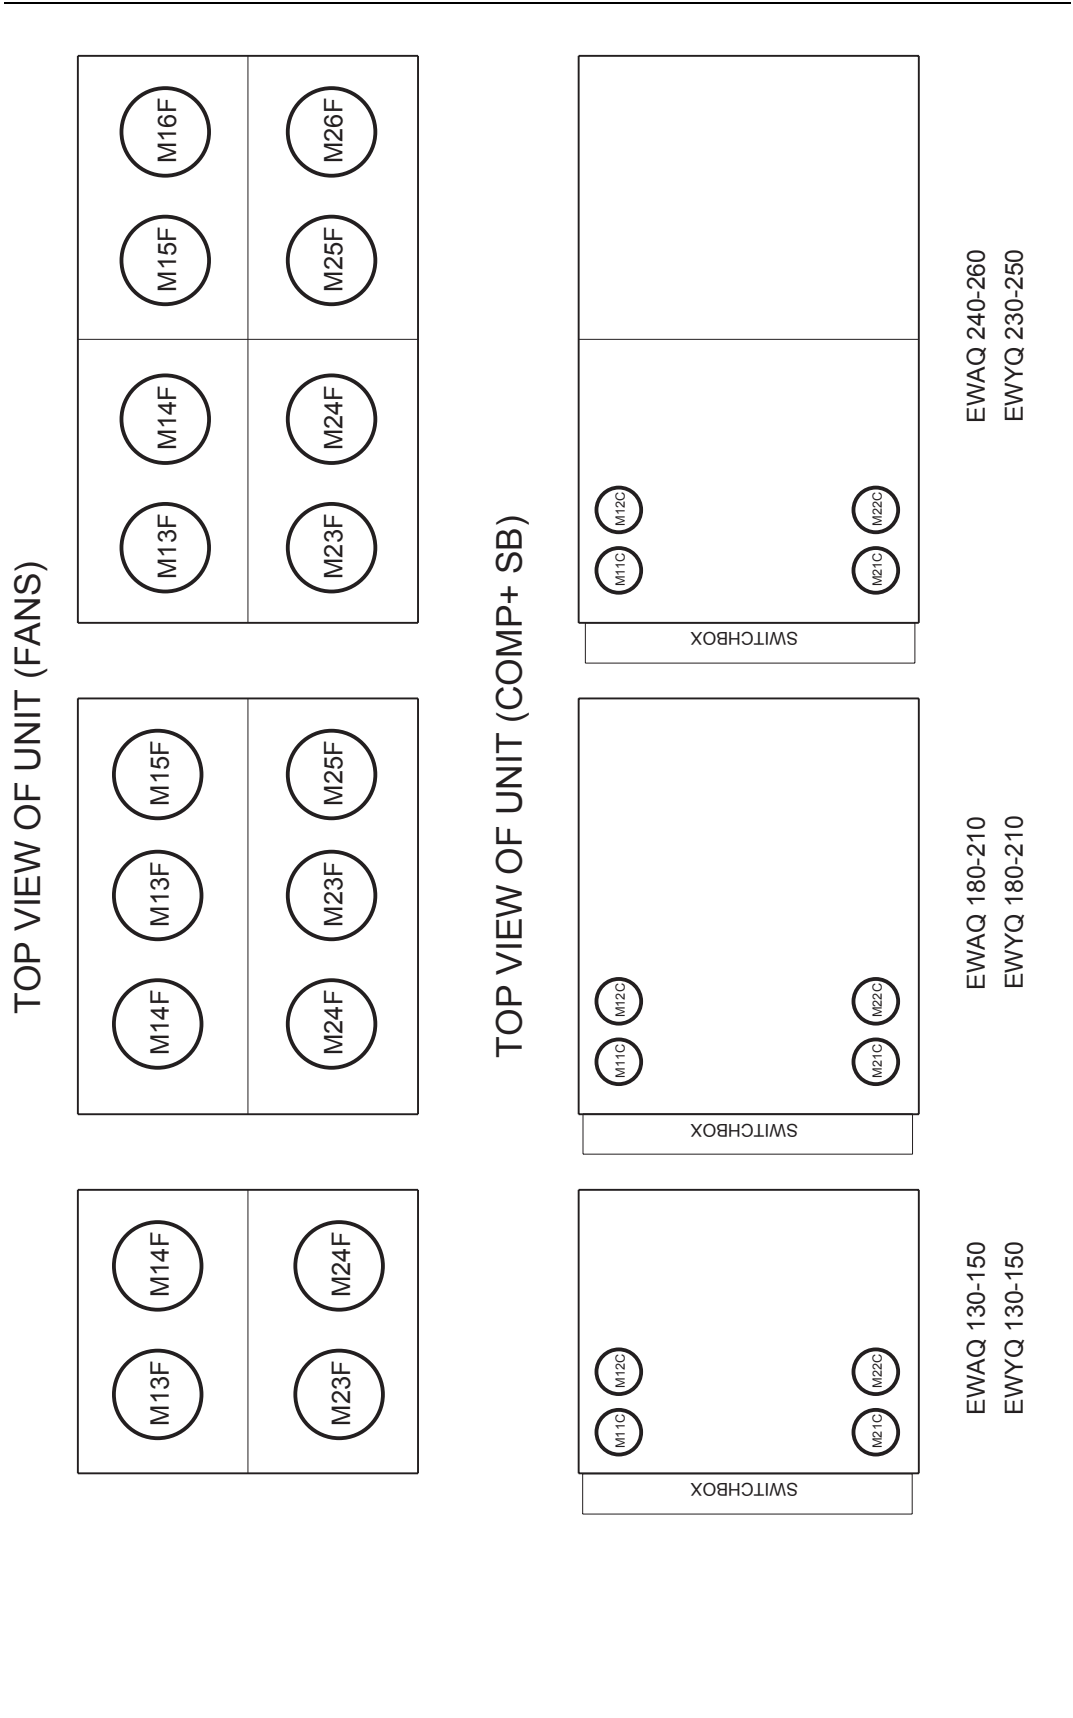 TOP VIEW OF UNIT (FANS)
M13F
M14F
M23F
M24F
M14F
M13F
M15F
M24F
M23F
M25F
M13F
M14F
M15F
M16F
M23F
M24F
M25F
M26F
TOP VIEW OF UNIT (COMP+ SB)
SWITCHBOX
M11C
M12C
M21C
M22C
SWITCHBOX
M11C
M12C
M21C
M22C
SWITCHBOX
M11C
M12C
M21C
M22C
EWAQ 130-150
EWYQ 130-150
EWAQ 180-210
EWYQ 180-210
EWAQ 240-260
EWYQ 230-250